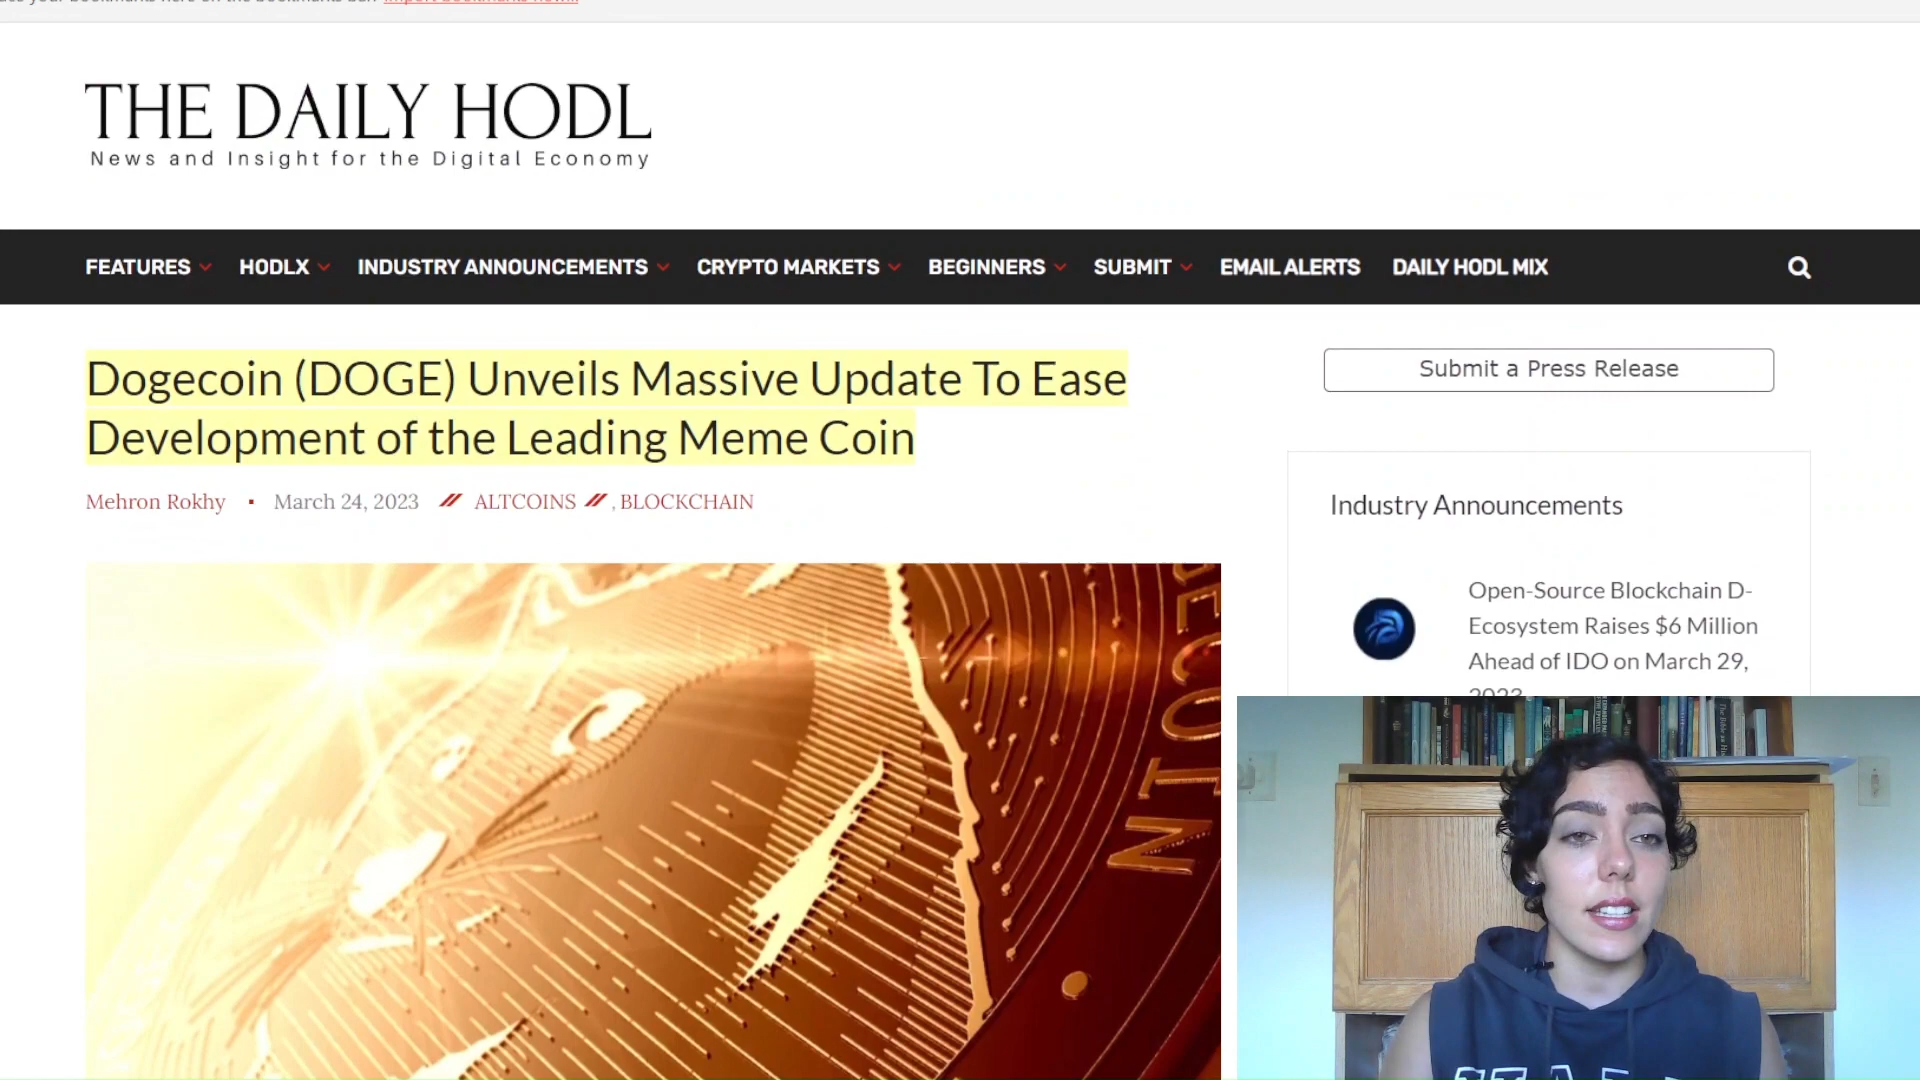 THE DAILY HODL
News and Insight for the Digital Economy
FEATURES HODLX INDUSTRY ANNOUNCEMENTS CRYPTO MARKETS BEGINNERS SUBMIT EMAIL ALERTS DAILY HODL MIX
Dogecoin (DOGE) Unveils Massive Update To Ease
Development of the Leading Meme Coin
Mehron Rokhy ▪ March 24, 2023 // ALTCOINS // , BLOCKCHAIN
Submit a Press Release
Industry Announcements
Open-Source Blockchain D-
Ecosystem Raises $6 Million
Ahead of IDO on March 29,